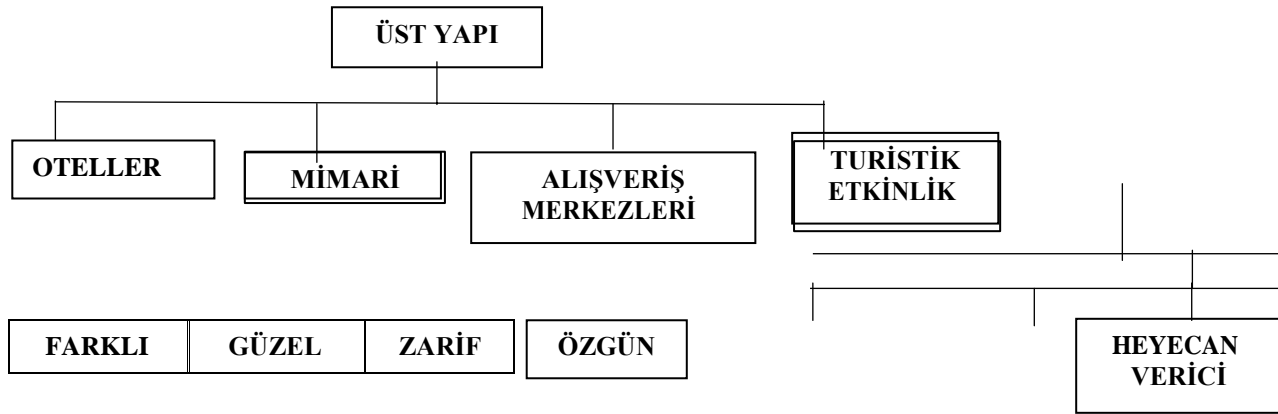 ÜST YAPI
OTELLER
MİMARİ
ALIŞVERİŞ
MERKEZLERİ
TURİSTİK
ETKİNLİK
FARKLI
GÜZEL
ZARİF
ÖZGÜN
HEYECAN
VERİCİ